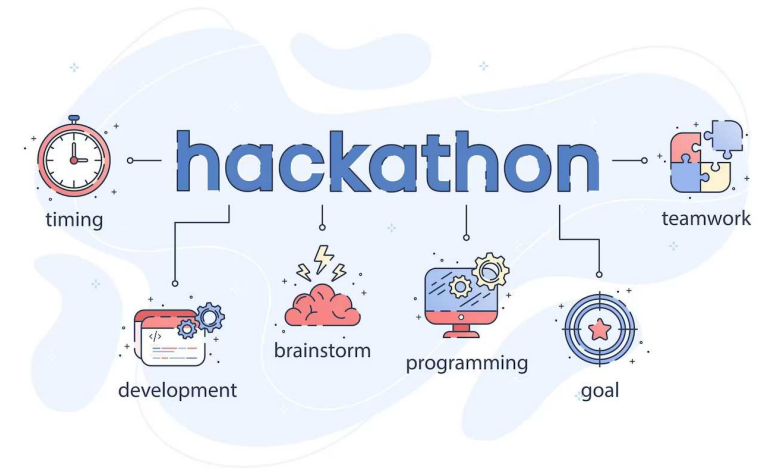 hackathon
timing
teamwork
development
brainstorm
programming
goal
</>